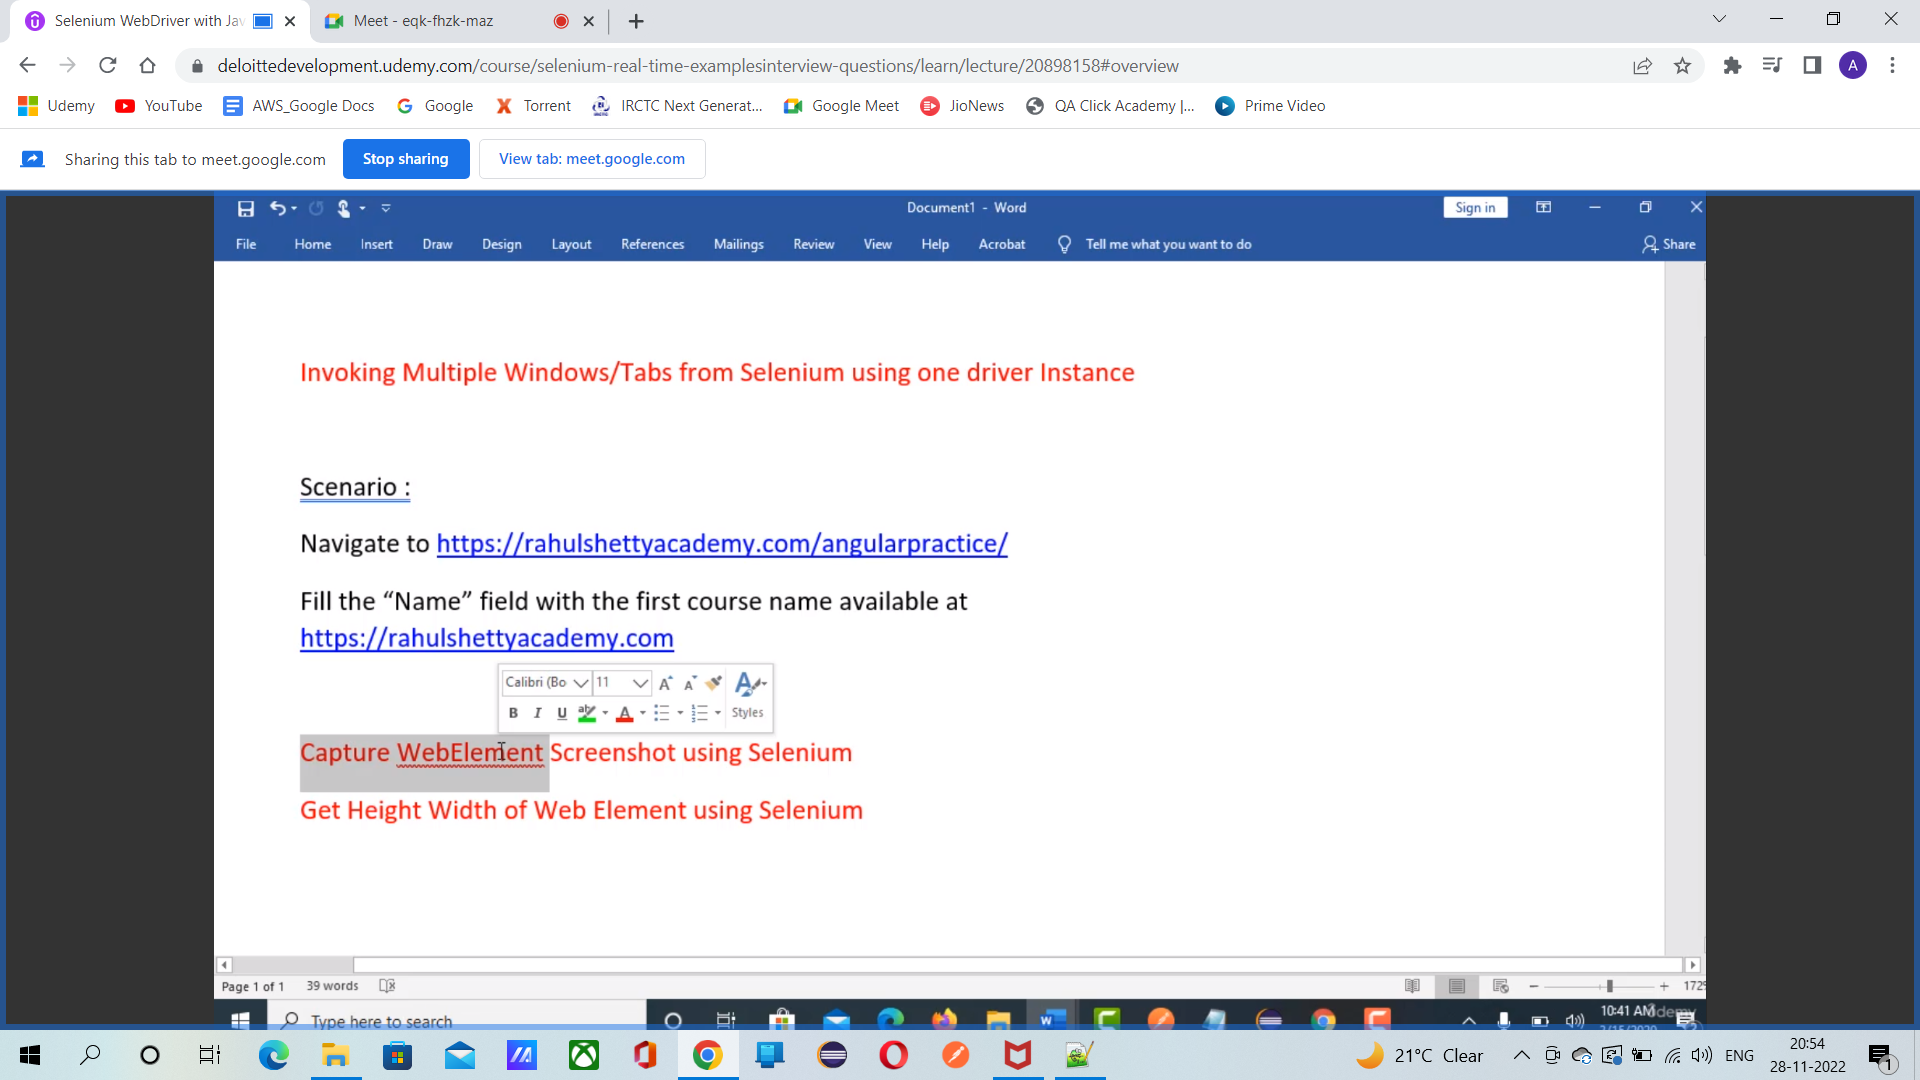 Selenium WebDriver with Jav
Meet - eqk-fhzk-maz
deloittedevelopment.udemy.com/course/selenium-real-time-examplesinterview-questions/learn/lecture/20898158#overview
A
Udemy YouTube AWS_Google Docs Google Torrent IRCTC Next Generat... Google Meet JioNews QA Click Academy |... Prime Video
Sharing this tab to meet.google.com Stop sharing View tab: meet.google.com
Document1 - Word Sign in
File Home Insert Draw Design Layout References Mailings Review View Help Acrobat Tell me what you want to do Share
Invoking Multiple Windows/Tabs from Selenium using one driver Instance
Scenario :
Navigate to https://rahulshettyacademy.com/angularpractice/
Fill the “Name” field with the first course name available at
https://rahulshettyacademy.com
Calibri (Bo 11
B I U Styles
Capture WebElement Screenshot using Selenium
Get Height Width of Web Element using Selenium
Page 1 of 1 39 words
Type here to search
10:41 AM
21°C Clear
ENG
20:54
28-11-2022
1